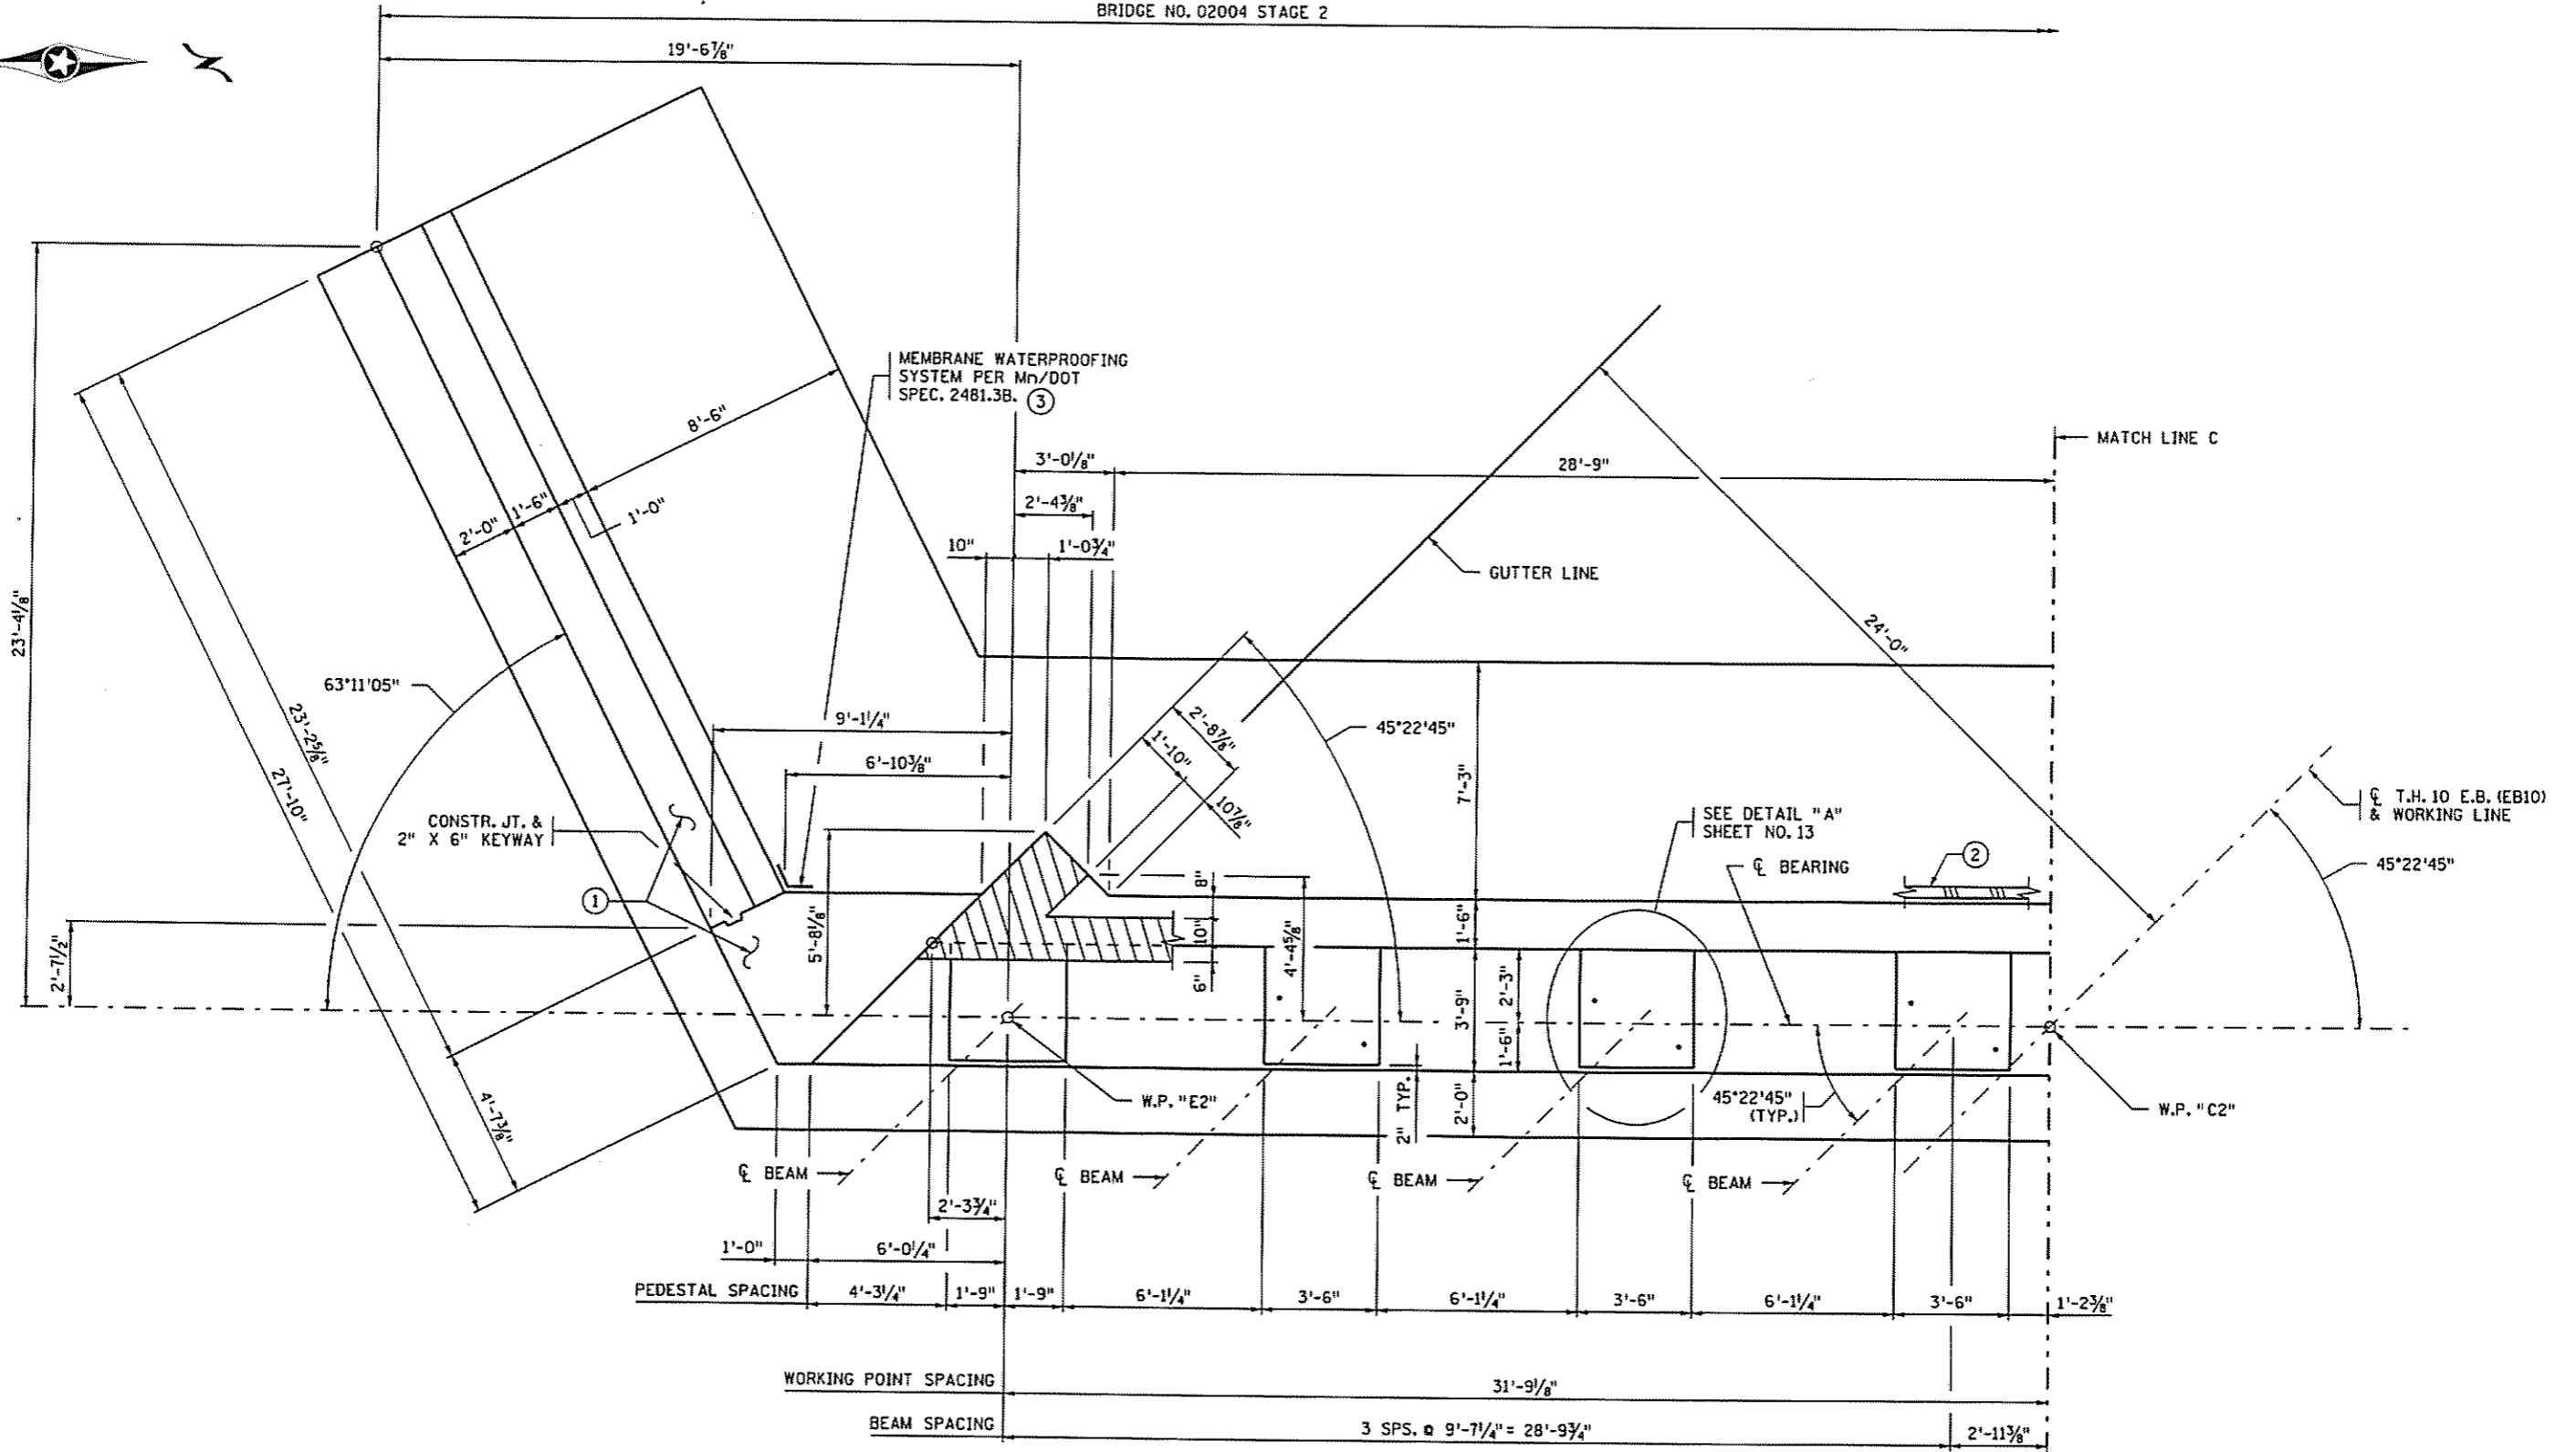 BRIDGE NO. 02004 STAGE 2
19'-6⅞"
MEMBRANE WATERPROOFING
SYSTEM PER Mn/DOT
SPEC. 2481.3B. ③
8'-6"
MATCH LINE C
3'-0⅛"
28'-9"
2'-4⅜"
2'-0"
1'-6"
1'-0"
10"
1'-0¾"
GUTTER LINE
23'-4⅛"
24'-0"
63°11'05"
23'-2⅝"
27'-10"
9'-1¼"
6'-10⅜"
2'-8⅞"
1'-10"
10⅞"
45°22'45"
7'-3"
℄ T.H. 10 E.B. (EB10)
& WORKING LINE
CONSTR. JT. &
2" X 6" KEYWAY
SEE DETAIL "A"
SHEET NO. 13
℄ BEARING
②
45°22'45"
①
2'-7½"
5'-8⅛"
8"
10"
6"
4'-4⅝"
1'-6"
3'-9"
2'-3"
1'-6"
2'-0"
2" TYP.
4'-7⅜"
W.P. "E2"
45°22'45"
(TYP.)
W.P. "C2"
℄ BEAM
℄ BEAM
℄ BEAM
℄ BEAM
2'-3¾"
1'-0"
6'-0¼"
PEDESTAL SPACING
4'-3¼"
1'-9"
1'-9"
6'-1¼"
3'-6"
6'-1¼"
3'-6"
6'-1¼"
3'-6"
1'-2⅜"
WORKING POINT SPACING
31'-9⅛"
BEAM SPACING
3 SPS. @ 9'-7¼" = 28'-9¾"
2'-11⅜"